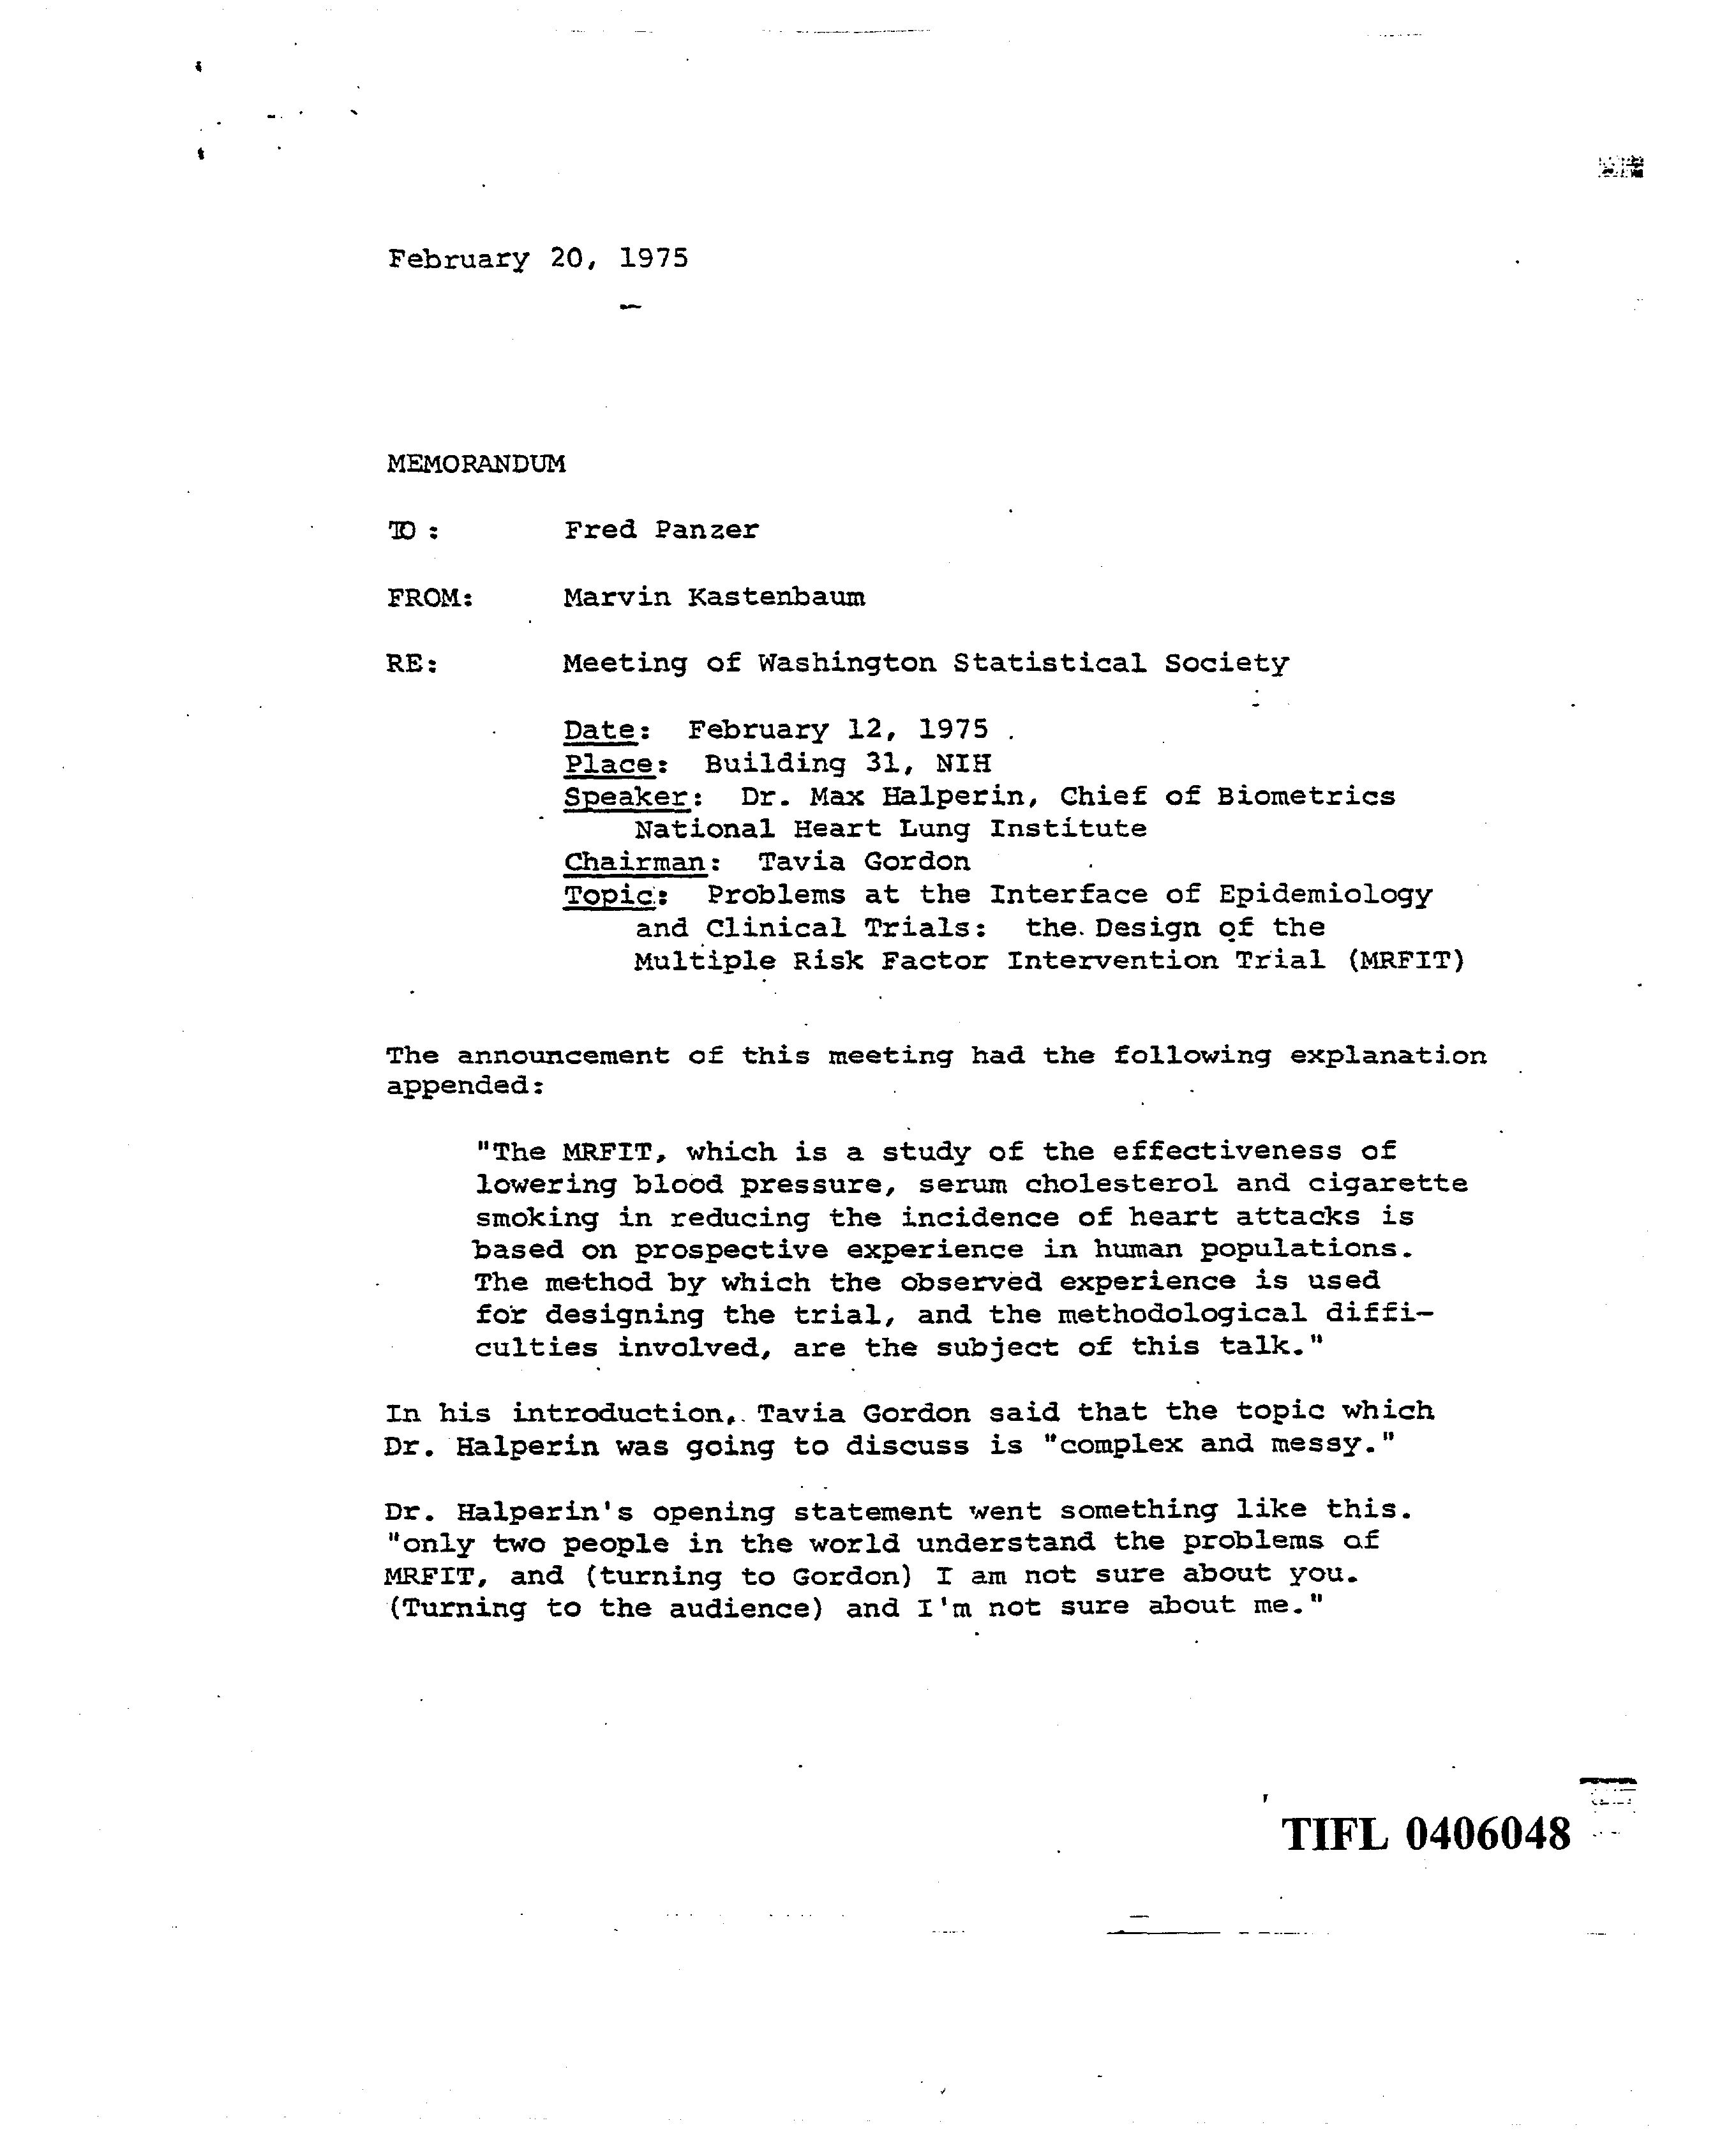 February 20, 1975
MEMORANDUM
TO: Fred Panzer
FROM: Marvin Kastenbaum
RE: Meeting of Washington Statistical Society
Date: February 12, 1975
Place: Building 31, NIH
Speaker: Dr. Max Halperin, Chief of Biometrics
National Heart Lung Institute
Chairman: Tavia Gordon
Topic: Problems at the Interface of Epidemiology
and Clinical Trials: the Design of the
Multiple Risk Factor Intervention Trial (MRFIT)
The announcement of this meeting had the following explanation
appended:
"The MRFIT, which is a study of the effectiveness of
lowering blood pressure, serum cholesterol and cigarette
smoking in reducing the incidence of heart attacks is
based on prospective experience in human populations.
The method by which the observed experience is used
for designing the trial, and the methodological diffi-
culties involved, are the subject of this talk."
In his introduction, Tavia Gordon said that the topic which
Dr. Halperin was going to discuss is "complex and messy."
Dr. Halperin's opening statement went something like this.
"only two people in the world understand the problems of
MRFIT, and (turning to Gordon) I am not sure about you.
(Turning to the audience) and I'm not sure about me."
TIFL 0406048